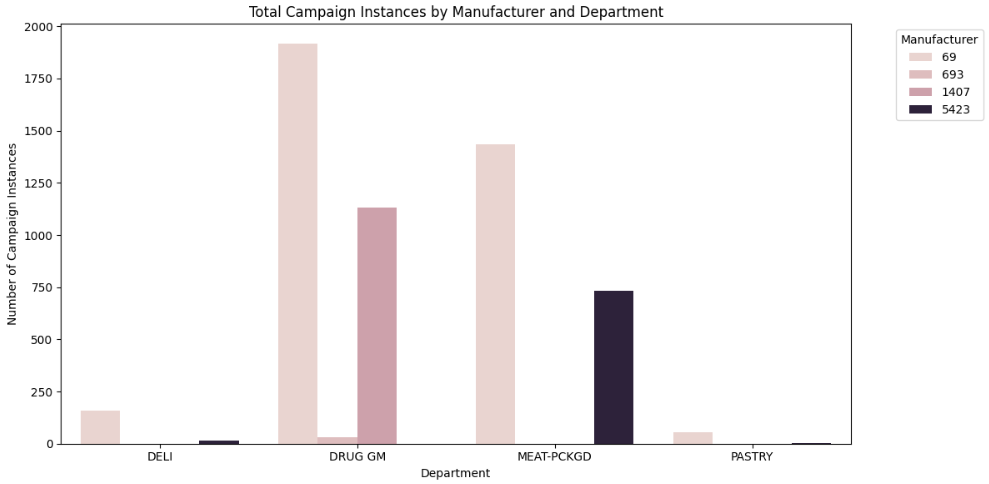 Total Campaign Instances by Manufacturer and Department
Number of Campaign Instances
2000
1750
1500
1250
1000
750
500
250
0
DELI
DRUG GM
MEAT-PCKGD
PASTRY
Department
Manufacturer
69
693
1407
5423